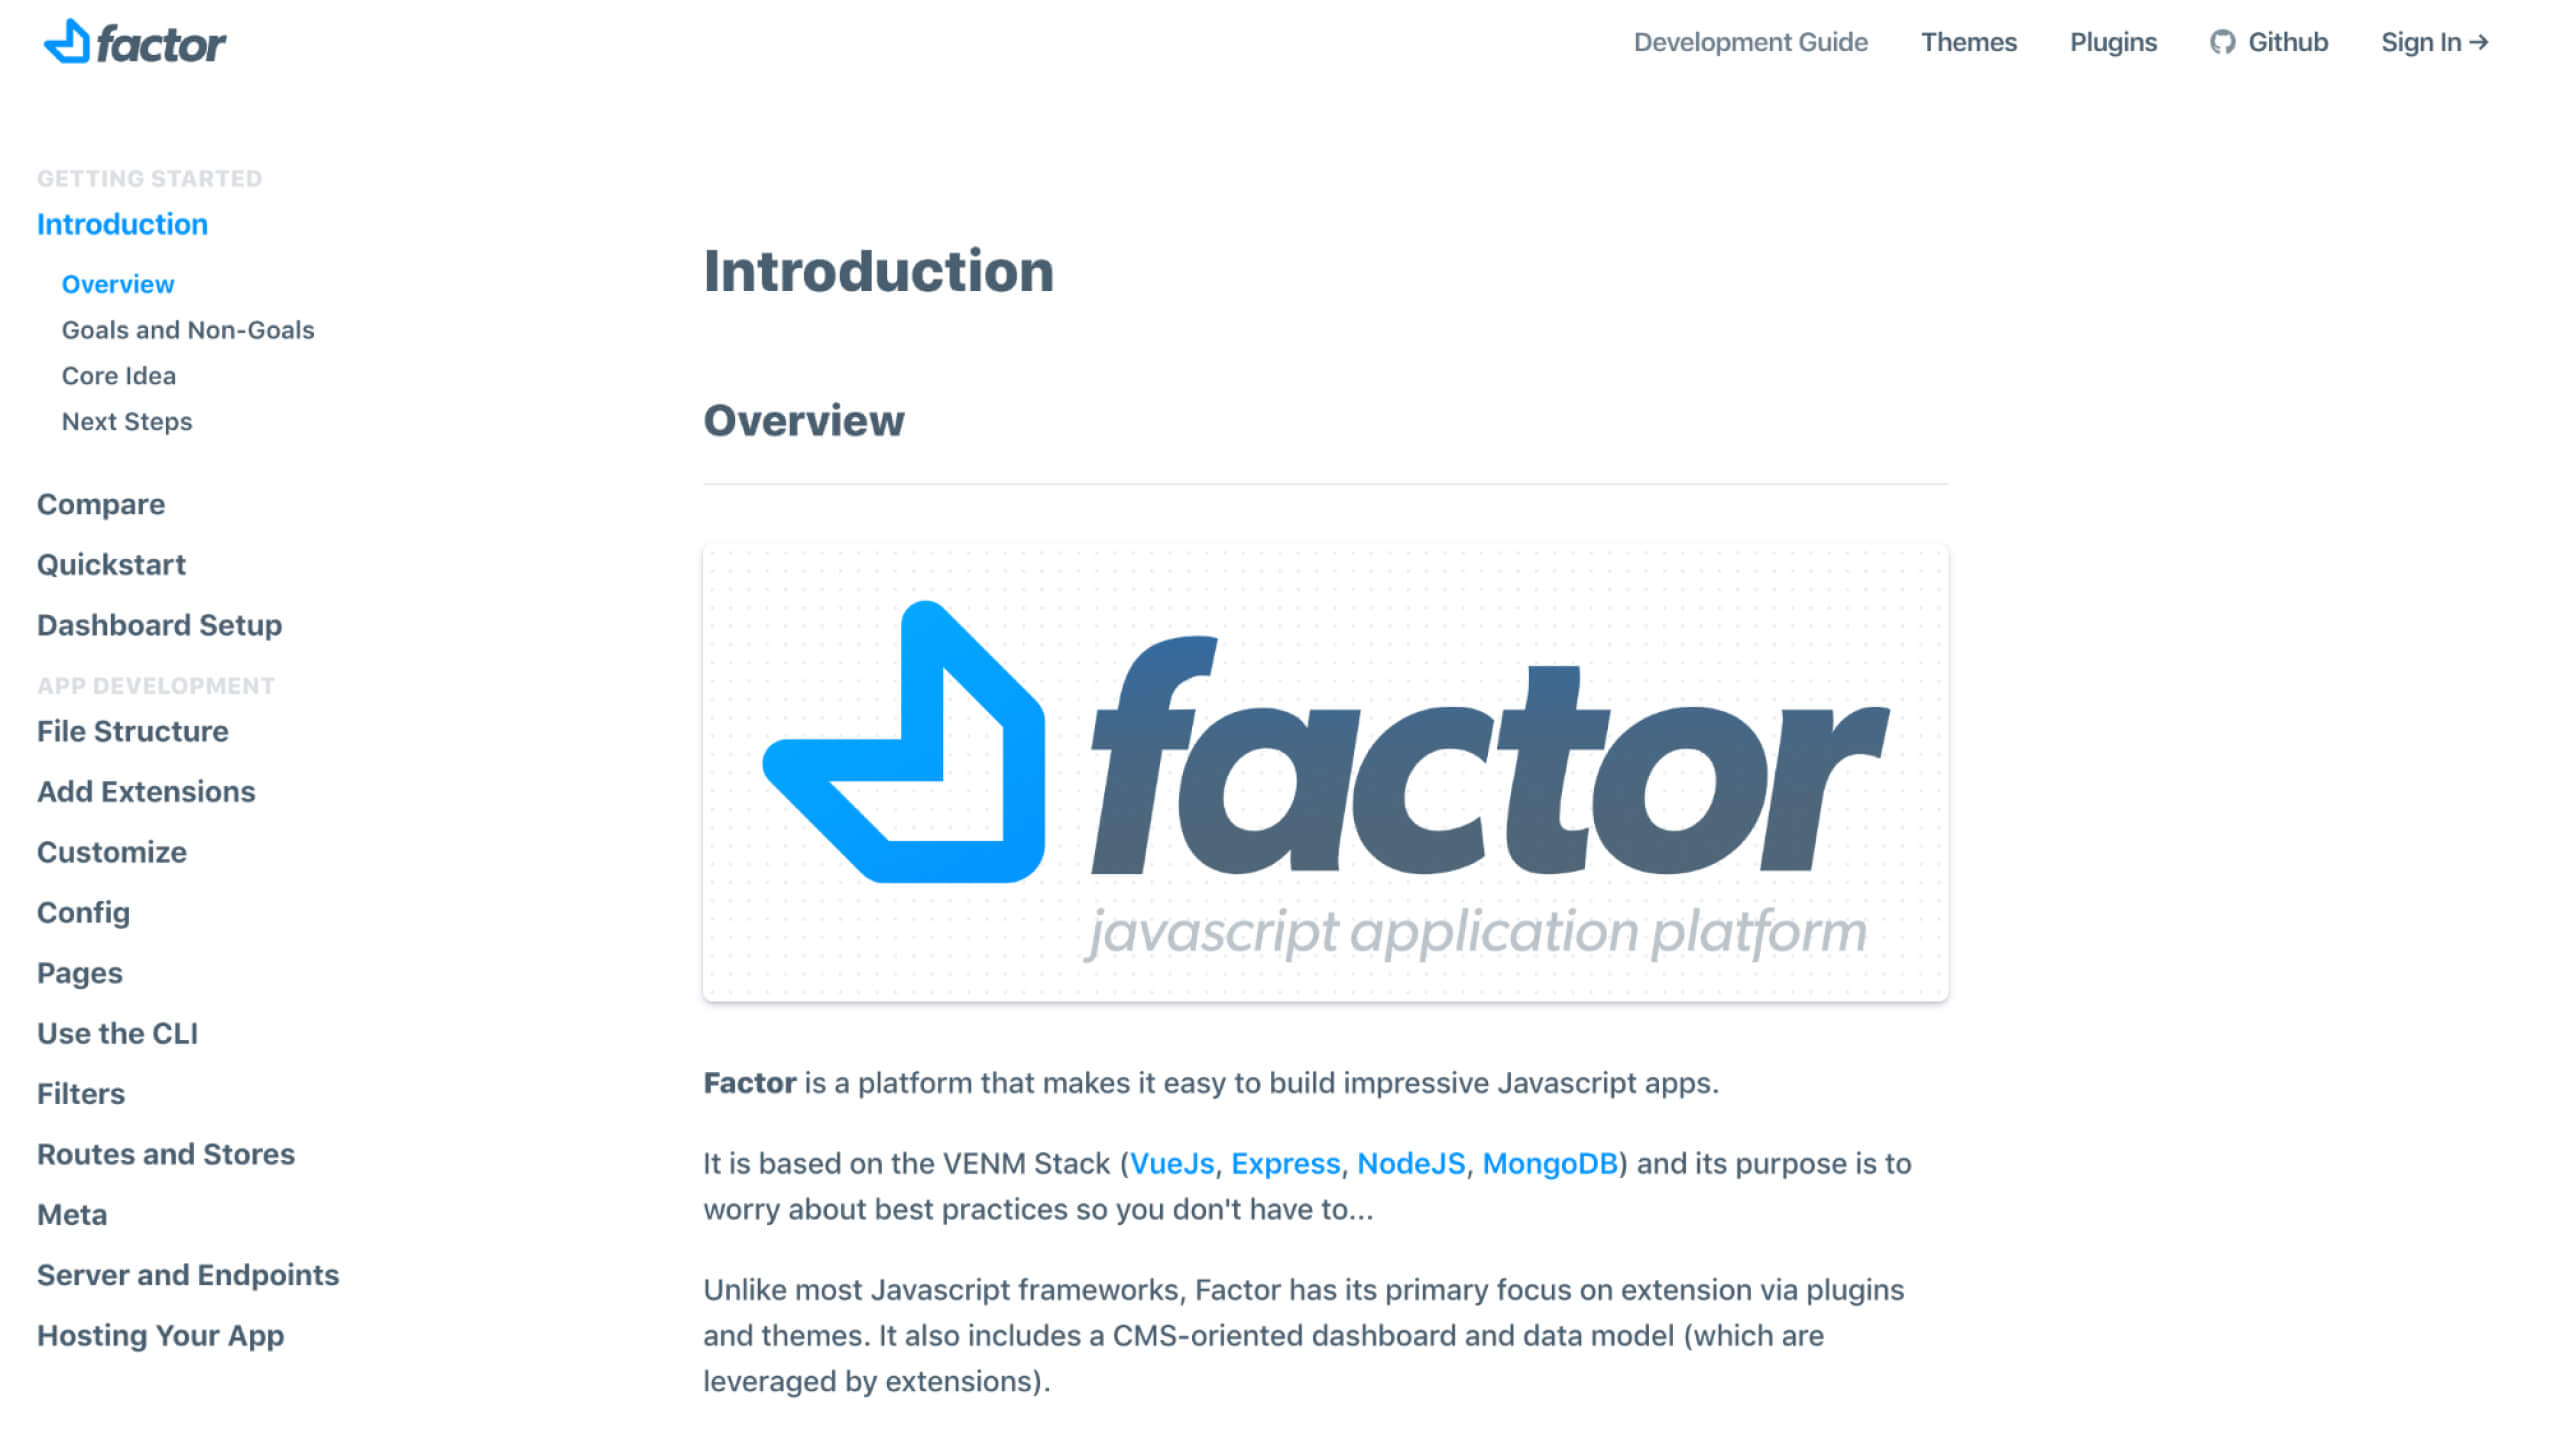 factor
Development Guide
Themes
Plugins
Github
Sign In →
GETTING STARTED
Introduction
Overview
Goals and Non-Goals
Core Idea
Next Steps
Compare
Quickstart
Dashboard Setup
APP DEVELOPMENT
File Structure
Add Extensions
Customize
Config
Pages
Use the CLI
Filters
Routes and Stores
Meta
Server and Endpoints
Hosting Your App
Introduction
Overview
factor
javascript application platform
Factor is a platform that makes it easy to build impressive Javascript apps.
It is based on the VENM Stack (VueJs, Express, NodeJS, MongoDB) and its purpose is to
worry about best practices so you don't have to...
Unlike most Javascript frameworks, Factor has its primary focus on extension via plugins
and themes. It also includes a CMS-oriented dashboard and data model (which are
leveraged by extensions).